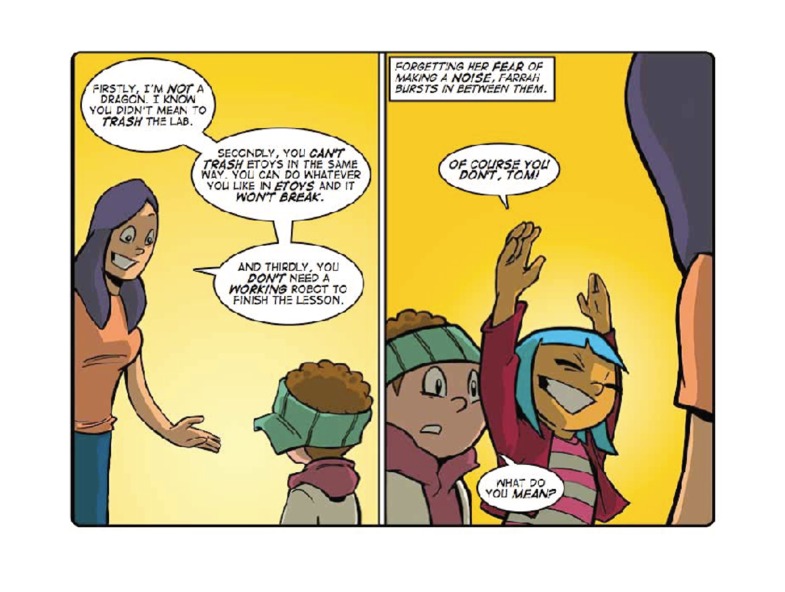 FIRSTLY, I'M NOT A
DRAGON. I KNOW
YOU DIDN'T MEAN TO
TRASH THE LAB.
SECONDLY, YOU CAN'T
TRASH ETOYS IN THE SAME
WAY. YOU CAN DO WHATEVER
YOU LIKE IN ETOYS AND IT
WON'T BREAK.
AND THIRDLY, YOU
DON'T NEED A
WORKING ROBOT TO
FINISH THE LESSON.
FORGETTING HER FEAR OF
MAKING A NOISE, FARRAH
BURSTS IN BETWEEN THEM.
OF COURSE YOU
DON'T, TOM!
WHAT DO
YOU MEAN?